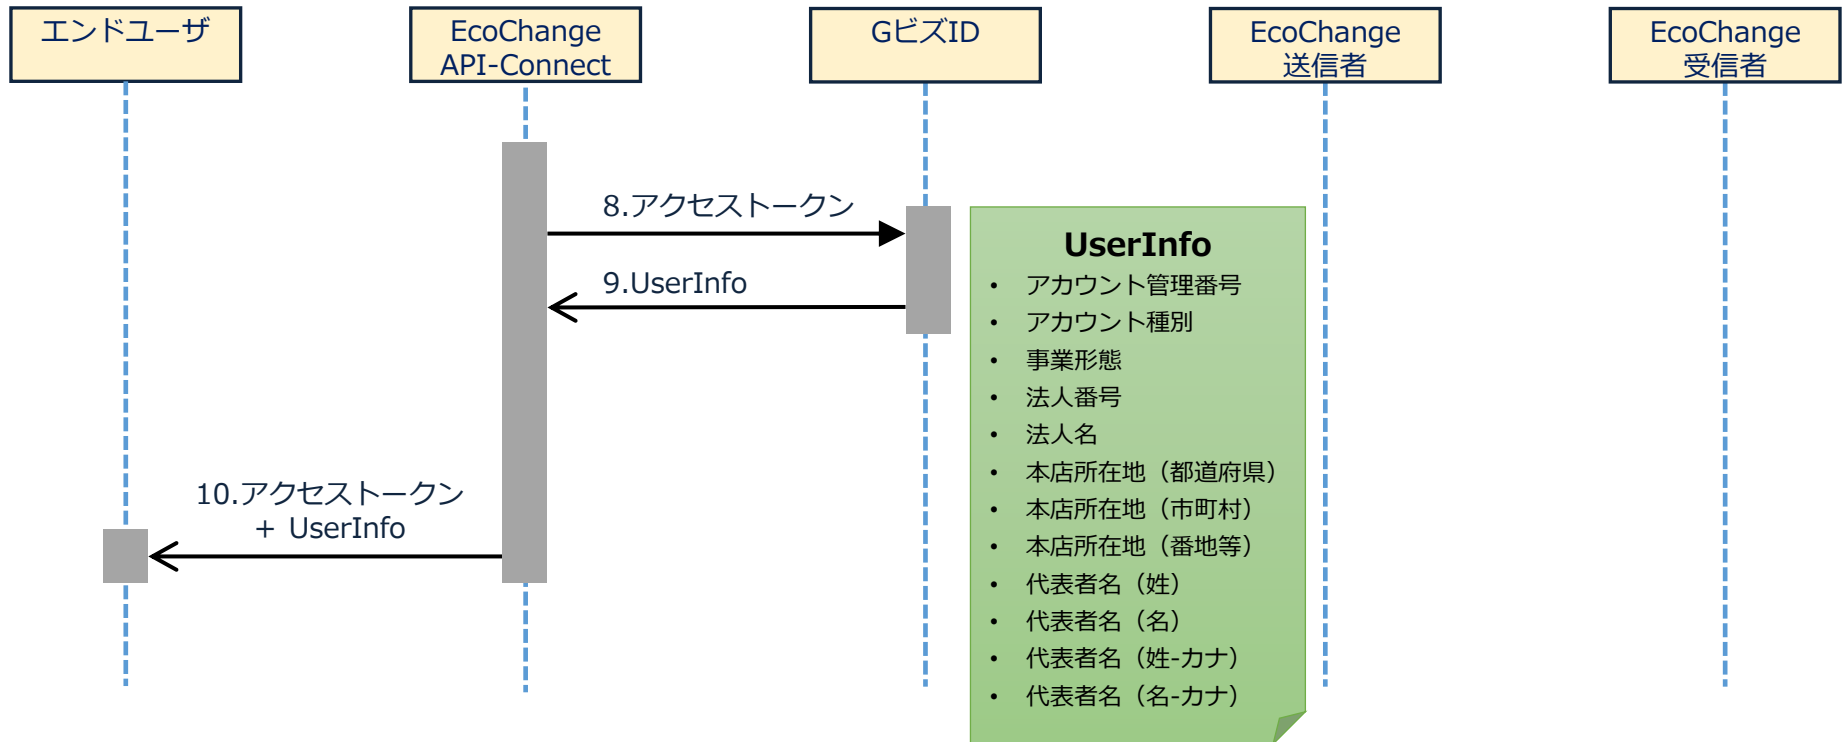 エンドユーザ
EcoChange
API-Connect
GビズID
EcoChange
送信者
EcoChange
受信者
8.アクセストークン
9.UserInfo
10.アクセストークン
+ UserInfo
UserInfo
• アカウント管理番号
• アカウント種別
• 事業形態
• 法人番号
• 法人名
• 本店所在地（都道府県）
• 本店所在地（市町村）
• 本店所在地（番地等）
• 代表者名（姓）
• 代表者名（名）
• 代表者名（姓-カナ）
• 代表者名（名-カナ）